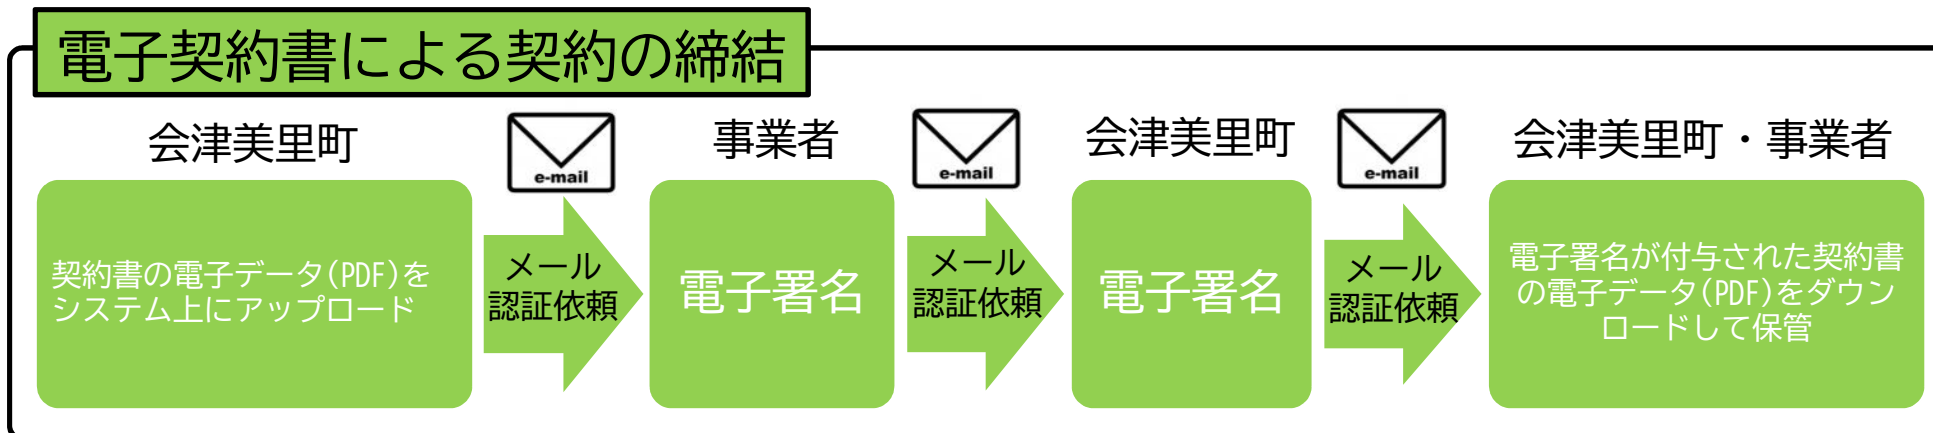 電子契約書による契約の締結
会津美里町
契約書の電子データ(PDF)を
システム上にアップロード
e-mail
メール
認証依頼
事業者
電子署名
e-mail
メール
認証依頼
会津美里町
電子署名
e-mail
メール
認証依頼
会津美里町・事業者
電子署名が付与された契約書
の電子データ(PDF)をダウン
ロードして保管